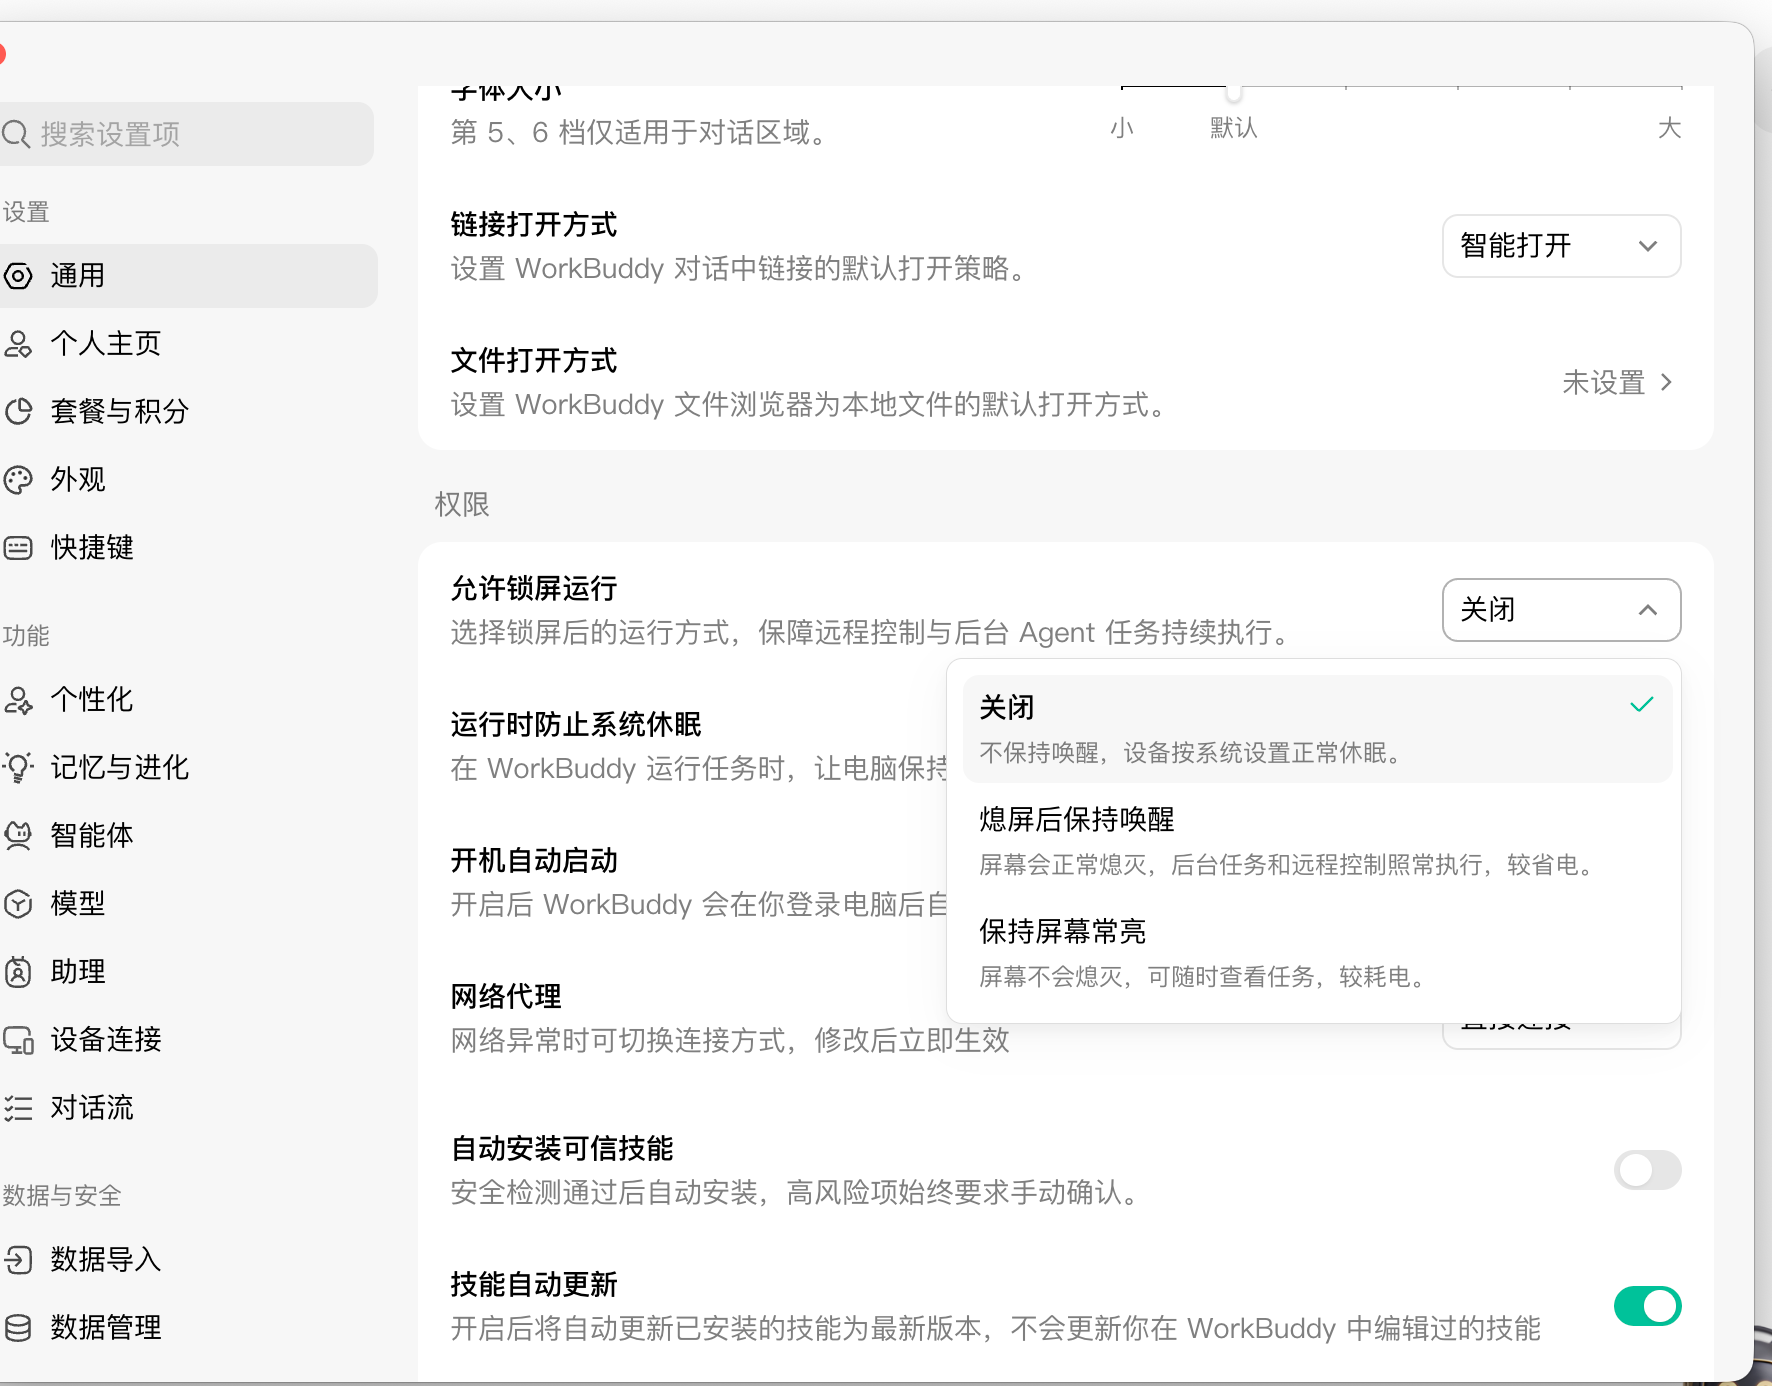 搜索设置项
设置
通用
个人主页
套餐与积分
外观
快捷键
功能
个性化
记忆与进化
智能体
模型
助理
设备连接
对话流
数据与安全
数据导入
数据管理
字体大小
第 5、6 档仅适用于对话区域。
小
默认
大
链接打开方式
设置 WorkBuddy 对话中链接的默认打开策略。
智能打开
文件打开方式
设置 WorkBuddy 文件浏览器为本地文件的默认打开方式。
未设置
权限
允许锁屏运行
选择锁屏后的运行方式，保障远程控制与后台 Agent 任务持续执行。
关闭
关闭
不保持唤醒，设备按系统设置正常休眠。
熄屏后保持唤醒
屏幕会正常熄灭，后台任务和远程控制照常执行，较省电。
保持屏幕常亮
屏幕不会熄灭，可随时查看任务，较耗电。
运行时防止系统休眠
在 WorkBuddy 运行任务时，让电脑保持
开机自动启动
开启后 WorkBuddy 会在你登录电脑后自
网络代理
网络异常时可切换连接方式，修改后立即生效
直接连接
自动安装可信技能
安全检测通过后自动安装，高风险项始终要求手动确认。
技能自动更新
开启后将自动更新已安装的技能为最新版本，不会更新你在 WorkBuddy 中编辑过的技能